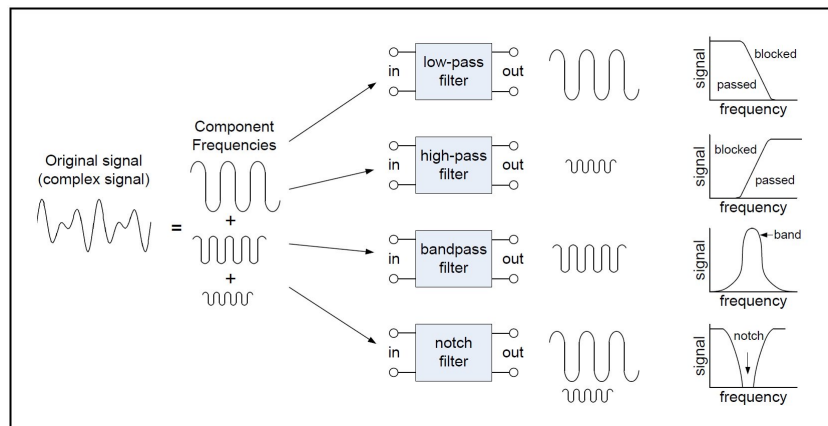 Original signal
(complex signal)
=
Component
Frequencies
+
+
in
low-pass
filter
out
signal
blocked
passed
frequency
in
high-pass
filter
out
signal
blocked
passed
frequency
in
bandpass
filter
out
signal
band
frequency
in
notch
filter
out
signal
notch
frequency